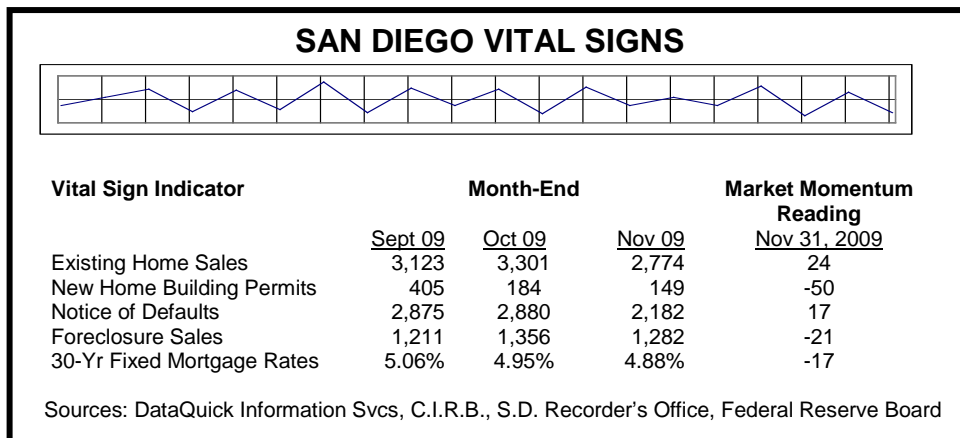 SAN DIEGO VITAL SIGNS
Vital Sign Indicator Month-End Market Momentum
Reading
Sept 09 Oct 09 Nov 09 Nov 31, 2009
Existing Home Sales 3,123 3,301 2,774 24
New Home Building Permits 405 184 149 -50
Notice of Defaults 2,875 2,880 2,182 17
Foreclosure Sales 1,211 1,356 1,282 -21
30-Yr Fixed Mortgage Rates 5.06% 4.95% 4.88% -17
Sources: DataQuick Information Svcs, C.I.R.B., S.D. Recorder's Office, Federal Reserve Board